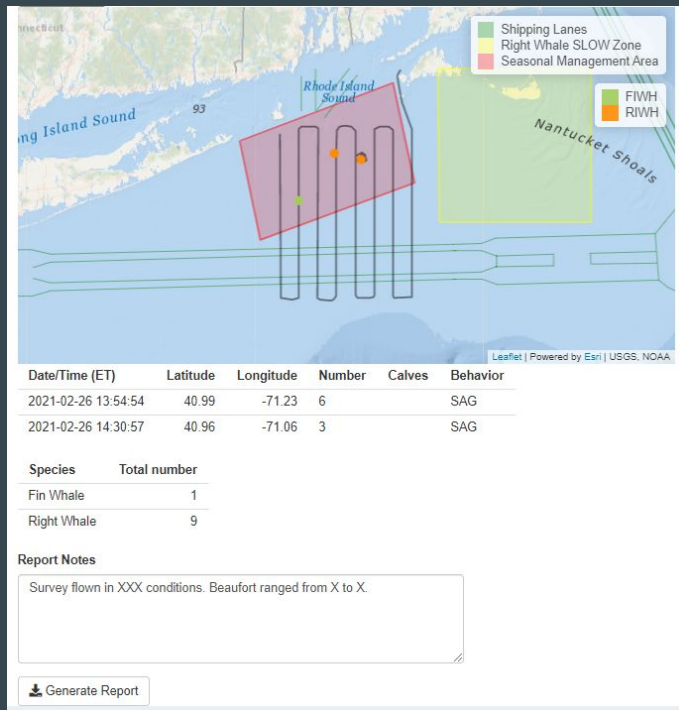 nnecticut
Shipping Lanes
Right Whale SLOW Zone
Seasonal Management Area
FIWH
RIWH
Rhode Island
Sound
93
ong Island Sound
Nantucket Shoals
Leaflet | Powered by Esri | USGS, NOAA
Date/Time (ET) Latitude Longitude Number Calves Behavior
2021-02-26 13:54:54 40.99 -71.23 6 SAG
2021-02-26 14:30:57 40.96 -71.06 3 SAG
Species Total number
Fin Whale 1
Right Whale 9
Report Notes
Survey flown in XXX conditions. Beaufort ranged from X to X.
Generate Report